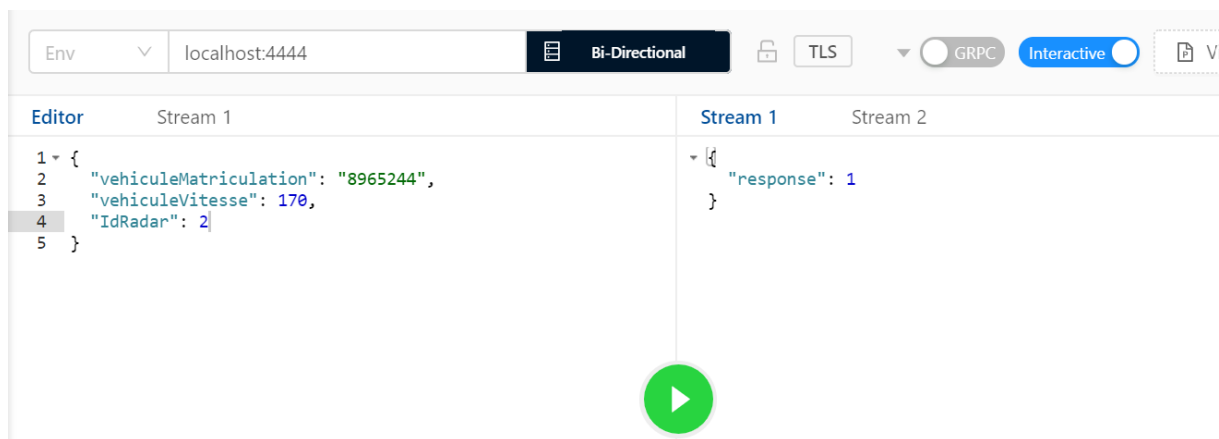 Env localhost:4444 Bi-Directional TLS GRPC Interactive V
Editor Stream 1 Stream 1 Stream 2
1 {
2 "vehiculeMatriculation": "8965244",
3 "vehiculeVitesse": 170,
4 "IdRadar": 2
5 }
{
"response": 1
}